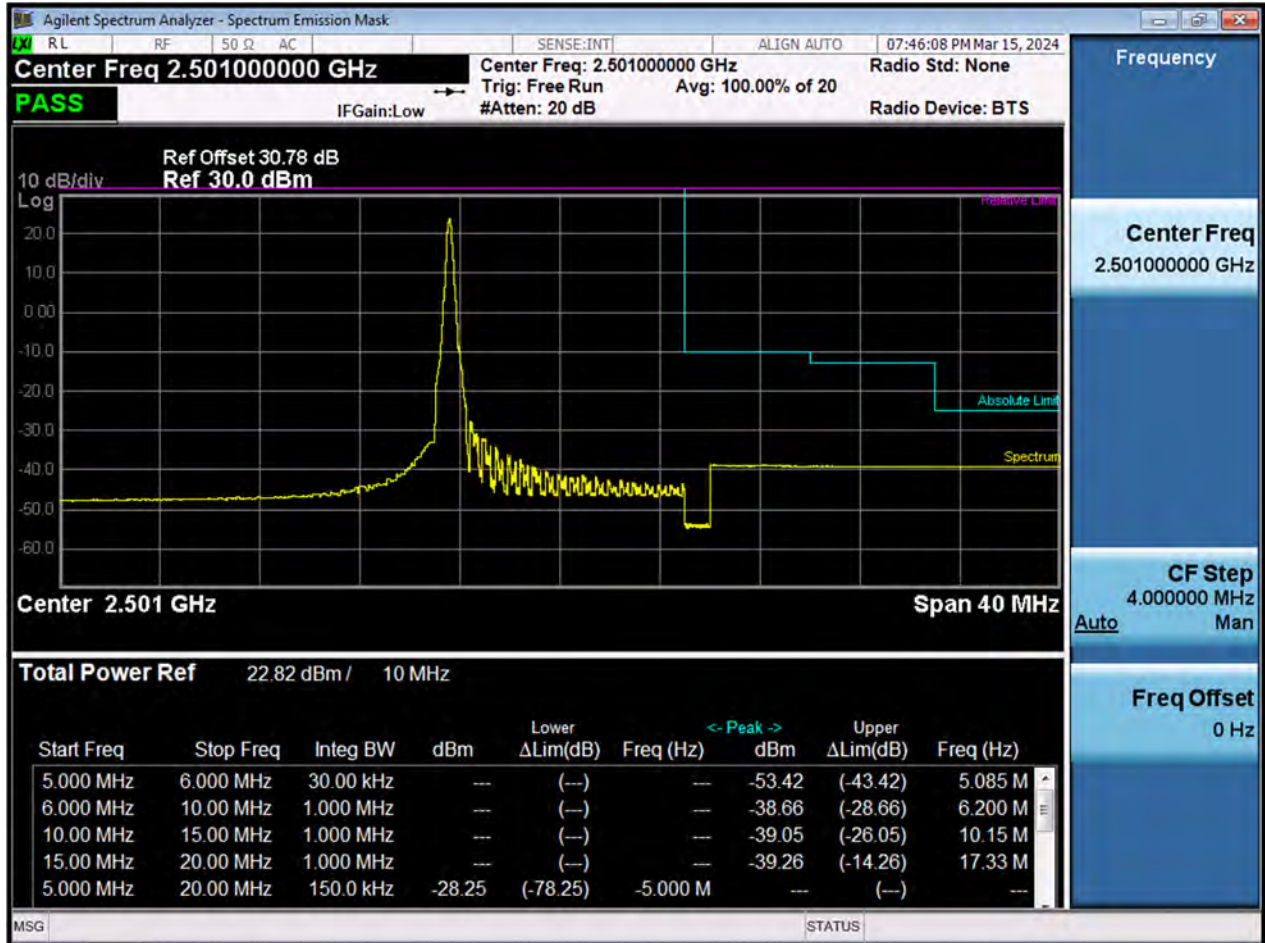 Agilent Spectrum Analyzer - Spectrum Emission Mask
LXI RL RF 50 Ω AC SENSE:INT ALIGN AUTO 07:46:08 PM Mar 15, 2024
Center Freq 2.501000000 GHz
Center Freq: 2.501000000 GHz Radio Std: None
Trig: Free Run Avg: 100.00% of 20
PASS
IFGain:Low #Atten: 20 dB Radio Device: BTS
Ref Offset 30.78 dB
10 dB/div Ref 30.0 dBm
Log
Relative Limit
20.0
10.0
0.00
-10.0
-20.0
Absolute Limit
-30.0
Spectrum
-40.0
-50.0
-60.0
Center 2.501 GHz Span 40 MHz
Total Power Ref 22.82 dBm / 10 MHz
Lower <- Peak -> Upper
Start Freq Stop Freq Integ BW dBm ΔLim(dB) Freq (Hz) dBm ΔLim(dB) Freq (Hz)
5.000 MHz 6.000 MHz 30.00 kHz --- (---) --- -53.42 (-43.42) 5.085 M
6.000 MHz 10.00 MHz 1.000 MHz --- (---) --- -38.66 (-28.66) 6.200 M
10.00 MHz 15.00 MHz 1.000 MHz --- (---) --- -39.05 (-26.05) 10.15 M
15.00 MHz 20.00 MHz 1.000 MHz --- (---) --- -39.26 (-14.26) 17.33 M
5.000 MHz 20.00 MHz 150.0 kHz -28.25 (-78.25) -5.000 M --- (---) ---
MSG STATUS
Frequency
Center Freq
2.501000000 GHz
CF Step
4.000000 MHz
Auto Man
Freq Offset
0 Hz